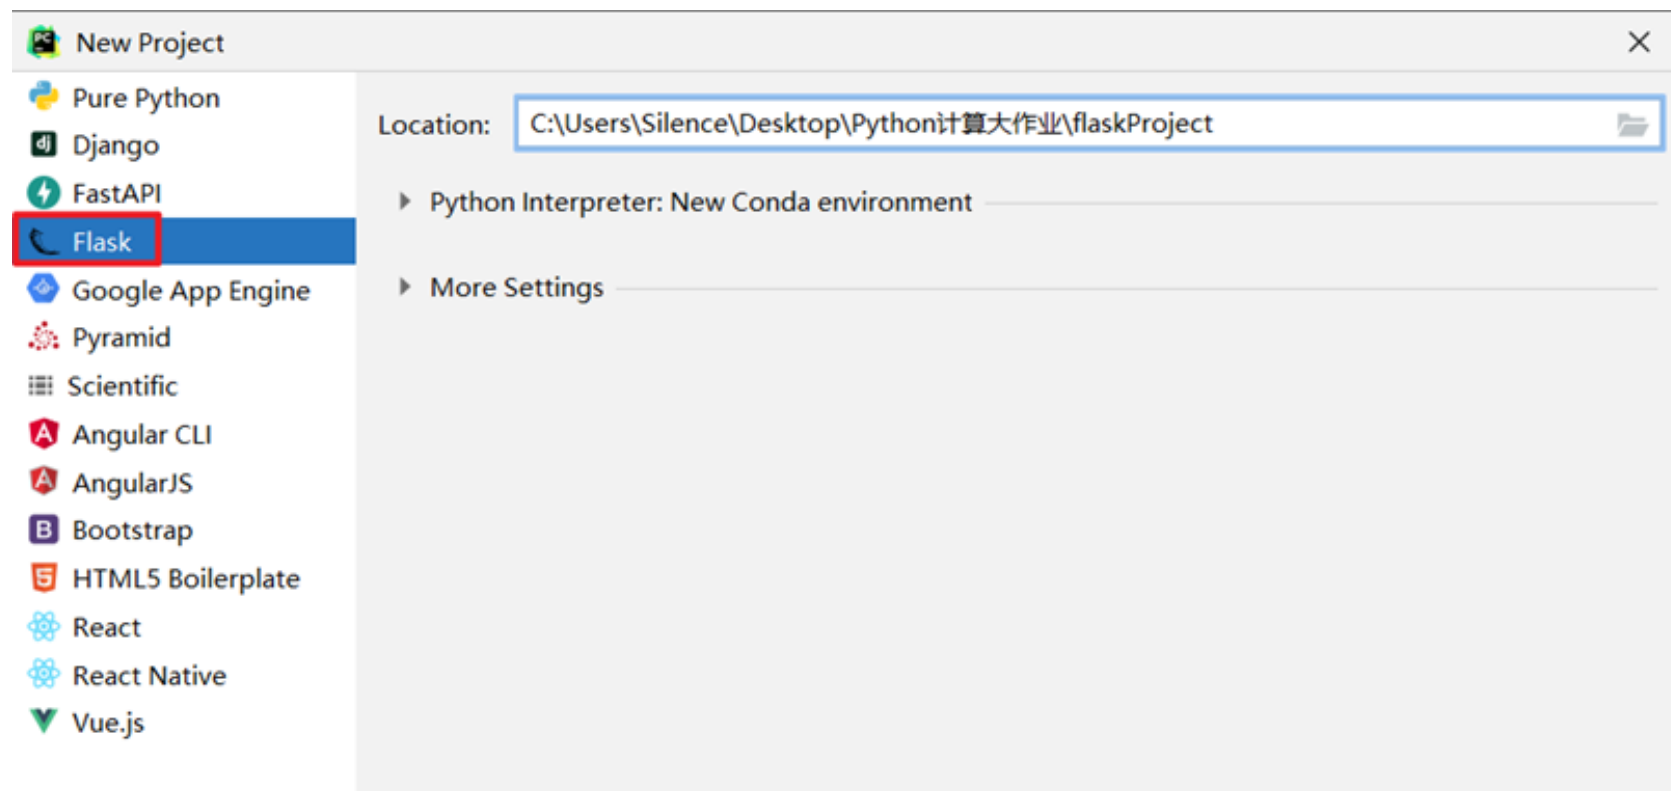 New Project
Pure Python
Django
FastAPI
Flask
Google App Engine
Pyramid
Scientific
Angular CLI
AngularJS
Bootstrap
HTML5 Boilerplate
React
React Native
Vue.js
Location: C:\Users\Silence\Desktop\Python计算大作业\flaskProject
Python Interpreter: New Conda environment
More Settings